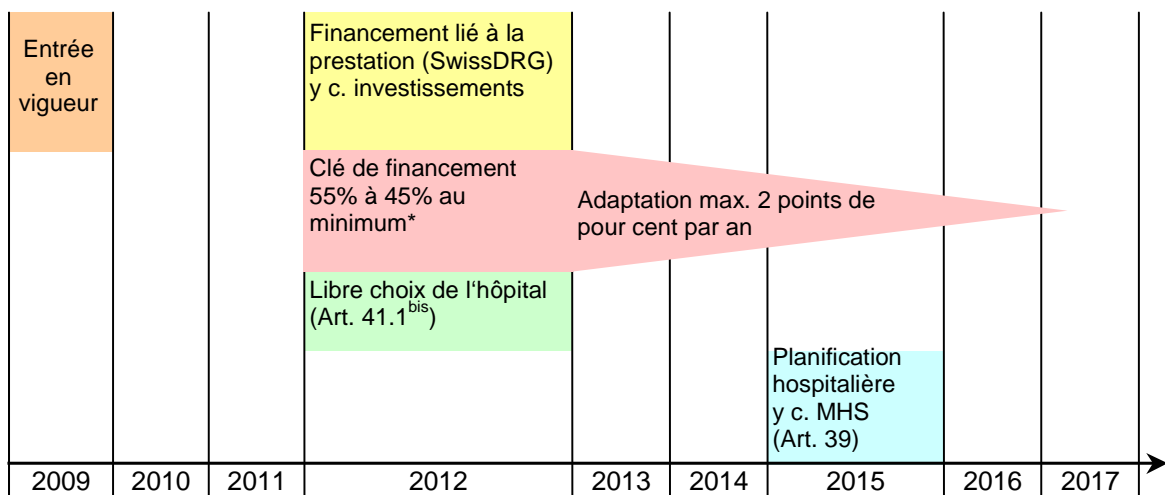 Entrée
en
vigueur
Financement lié à la
prestation (SwissDRG)
y c. investissements
Clé de financement
55% à 45% au
minimum*
Adaptation max. 2 points de
pour cent par an
Libre choix de l‘hôpital
(Art. 41.1bis)
Planification
hospitalière
y c. MHS
(Art. 39)
2009 2010 2011 2012 2013 2014 2015 2016 2017